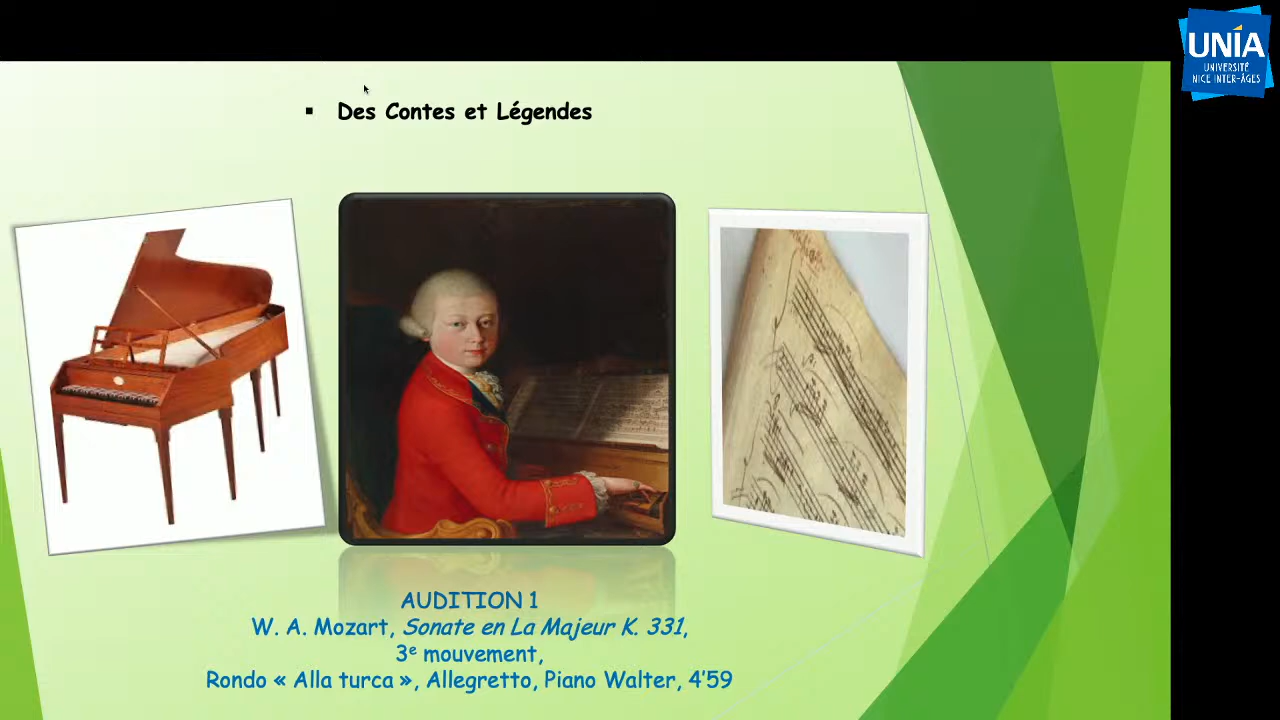 UNIA
UNIVERSITÉ
NICE INTER-ÂGES
▪ Des Contes et Légendes
AUDITION 1
W. A. Mozart, Sonate en La Majeur K. 331,
3e mouvement,
Rondo « Alla turca », Allegretto, Piano Walter, 4'59